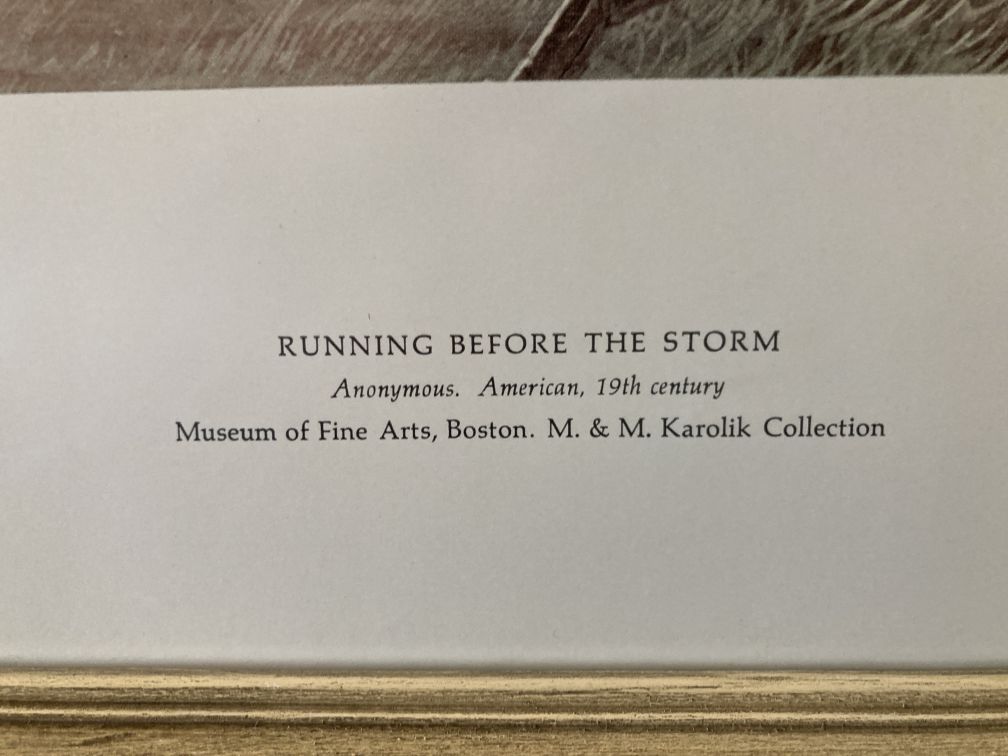 RUNNING BEFORE THE STORM
Anonymous. American, 19th century
Museum of Fine Arts, Boston. M. & M. Karolik Collection